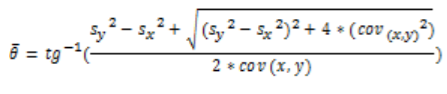 θ̄ = tg⁻¹( (s_y² − s_x² + √((s_y² − s_x²)² + 4 * (cov_(x,y)²))) / (2 * cov(x, y)) )